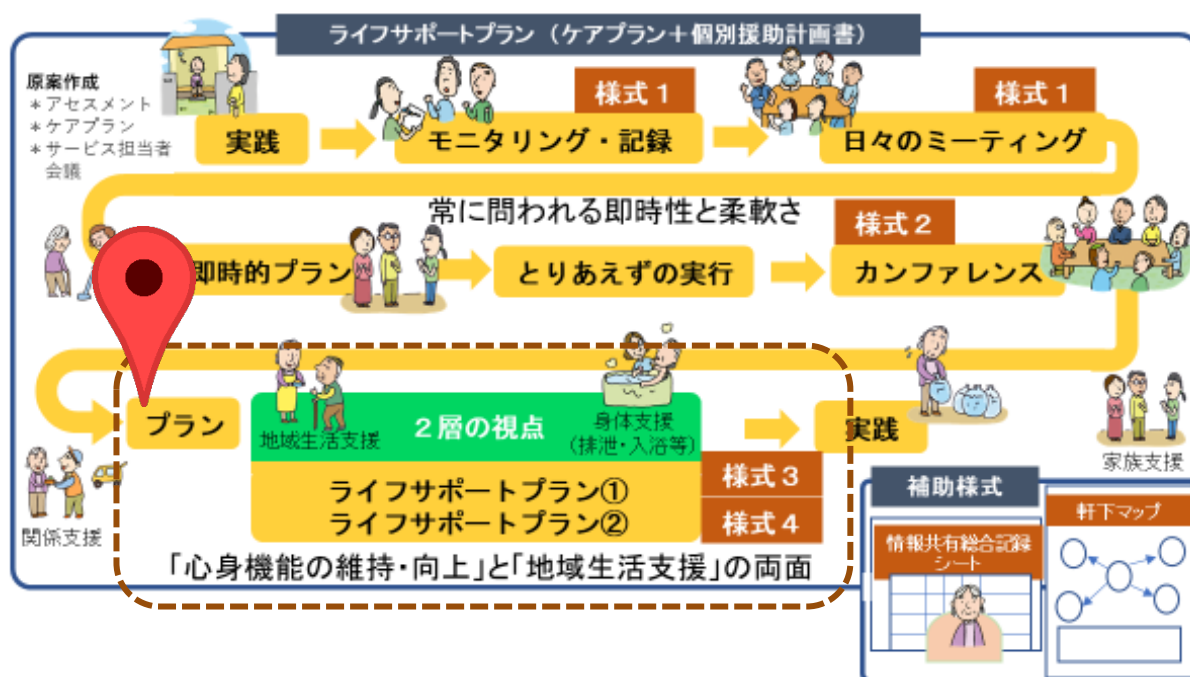 ライフサポートプラン（ケアプラン＋個別援助計画書）
原案作成
＊アセスメント
＊ケアプラン
＊サービス担当者
会議
様式１
様式１
実践
モニタリング・記録
日々のミーティング
常に問われる即時性と柔軟さ
様式２
即時的プラン
とりあえずの実行
カンファレンス
プラン
地域生活支援
２層の視点
身体支援
(排泄・入浴等)
実践
ライフサポートプラン①
様式３
ライフサポートプラン②
様式４
関係支援
家族支援
「心身機能の維持・向上」と「地域生活支援」の両面
補助様式
情報共有総合記録
シート
軒下マップ